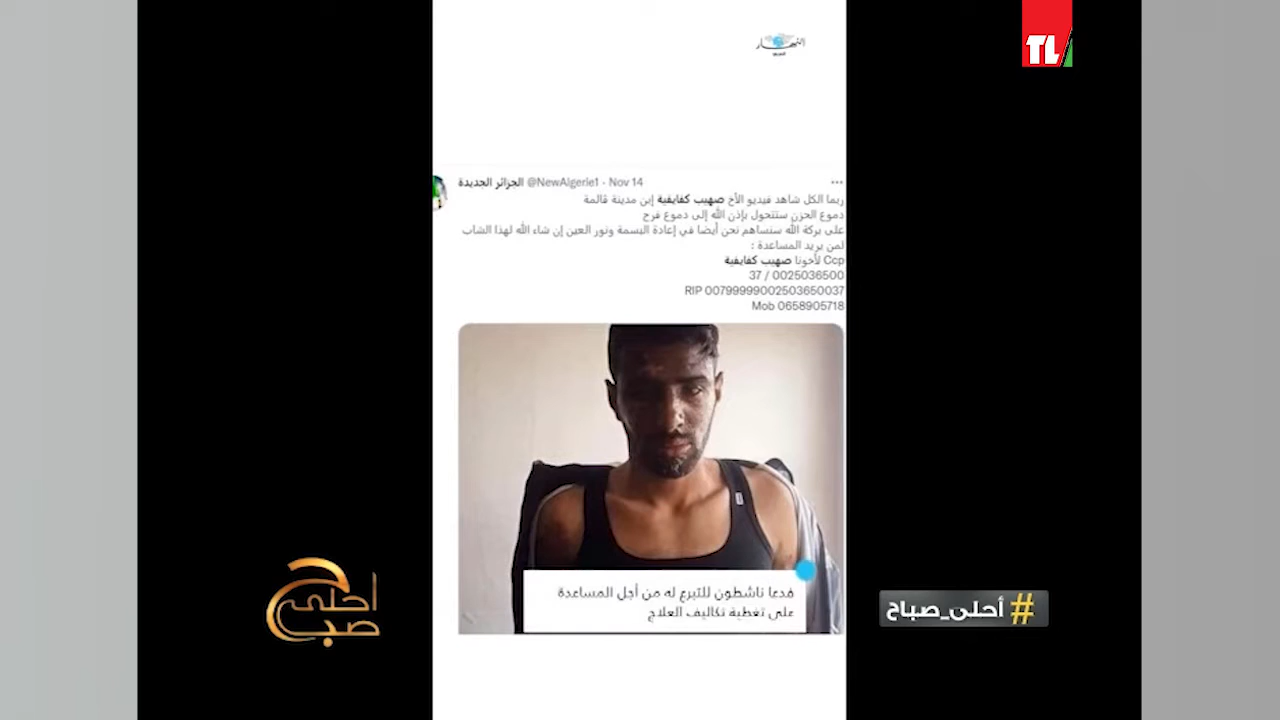 النهار
TL
الجزائر الجديدة @NewAlgerie1 · Nov 14
ربما الكل شاهد فيديو الأخ صهيب كفايفية إبن مدينة قالمة
دموع الحزن ستتحول بإذن الله إلى دموع فرح
على بركة الله سنساهم نحن أيضا في إعادة البسمة ونور العين إن شاء الله لهذا الشاب
لمن يريد المساعدة :
Ccp لأخونا صهيب كفايفية
0025036500 / 37
RIP 00799999002503650037
Mob 0658905718
فدعا ناشطون للتبرع له من أجل المساعدة
على تغطية تكاليف العلاج
احلى
صباح
#أحلى_صباح